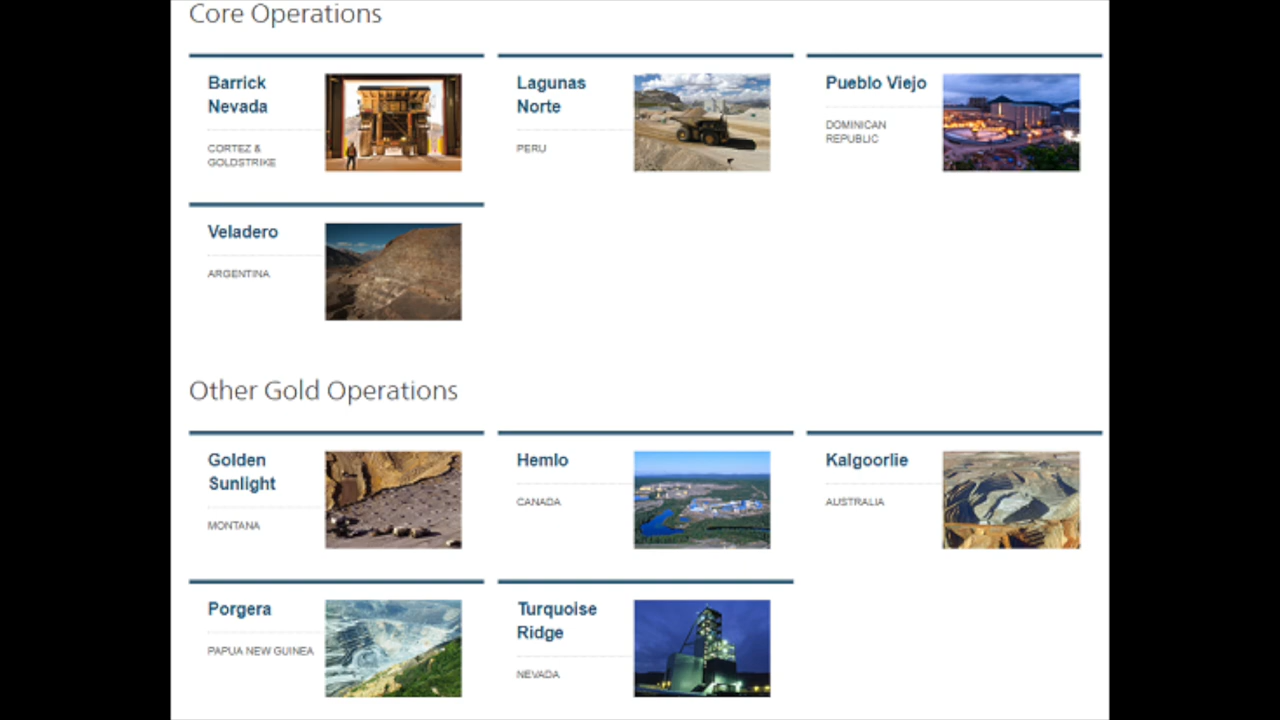 Core Operations
Barrick
Nevada
CORTEZ &
GOLDSTRIKE
Lagunas
Norte
PERU
Pueblo Viejo
DOMINICAN
REPUBLIC
Veladero
ARGENTINA
Other Gold Operations
Golden
Sunlight
MONTANA
Hemlo
CANADA
Kalgoorlie
AUSTRALIA
Porgera
PAPUA NEW GUINEA
Turquoise
Ridge
NEVADA